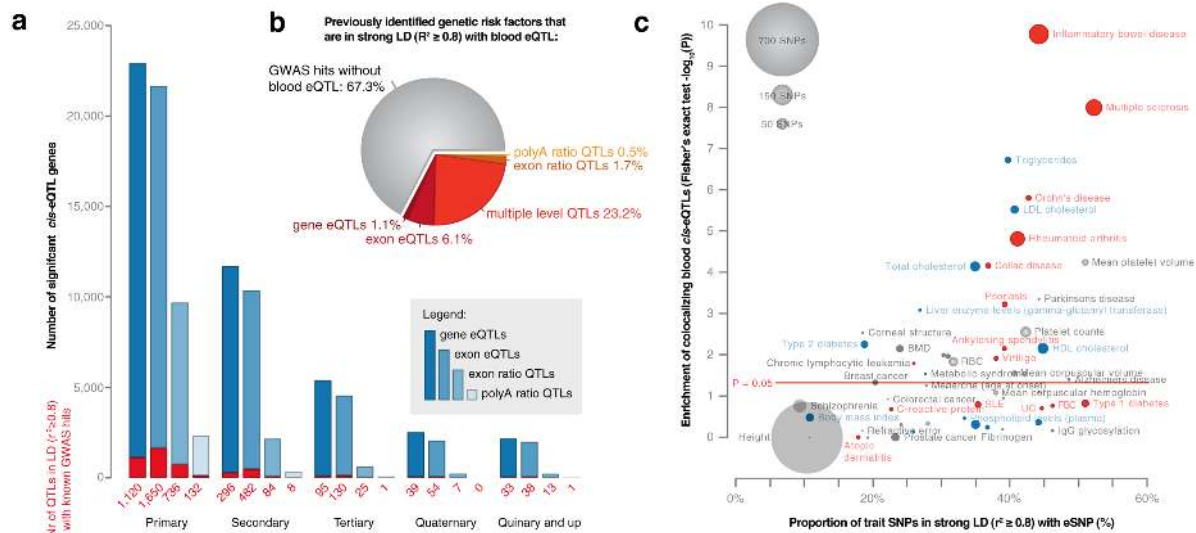 a
25,000
20,000
15,000
10,000
5,000
0
Number of signifcant cis-eQTL genes
Nr of QTLs in LD (r²≥0.8)
with known GWAS hits
1,120
1,650
736
132
296
482
84
8
95
130
25
1
39
54
7
0
33
38
13
1
Primary
Secondary
Tertiary
Quaternary
Quinary and up
b
Previously identified genetic risk factors that
are in strong LD (R² ≥ 0.8) with blood eQTL:
GWAS hits without
blood eQTL: 67.3%
polyA ratio QTLs 0.5%
exon ratio QTLs 1.7%
multiple level QTLs 23.2%
gene eQTLs 1.1%
exon eQTLs 6.1%
Legend:
gene eQTLs
exon eQTLs
exon ratio QTLs
polyA ratio QTLs
c
Enrichment of colocalizing blood cis-eQTLs (Fisher's exact test -log₁₀(P))
10
9
8
7
6
5
4
3
2
1
0
700 SNPs
150 SNPs
50 SNPs
Inflammatory bowel disease
Multiple sclerosis
Triglycerides
Crohn's disease
LDL cholesterol
Rheumatoid arthritis
Total cholesterol
Celiac disease
Mean platelet volume
Psoriasis
Parkinsons disease
Liver enzyme levels (gamma-glutamyl transferase)
Corneal structure
Platelet counts
Type 2 diabetes
BMD
Ankylosing spondylitis
HDL cholesterol
Chronic lymphocytic leukemia
RBC
Vitiligo
Metabolic syndrome
Mean corpuscular volume
Breast cancer
Alzheimers disease
P = 0.05
Menarche (age at onset)
Mean corpuscular hemoglobin
Colorectal cancer
Schizophrenia
C-reactive protein
SLE
UC
Type 1 diabetes
Body mass index
Phospholipid levels (plasma)
Refractive error
Height
Prostate cancer
Fibrinogen
IgG glycosylation
Atopic
dermatitis
0%
20%
40%
60%
Proportion of trait SNPs in strong LD (r² ≥ 0.8) with eSNP (%)